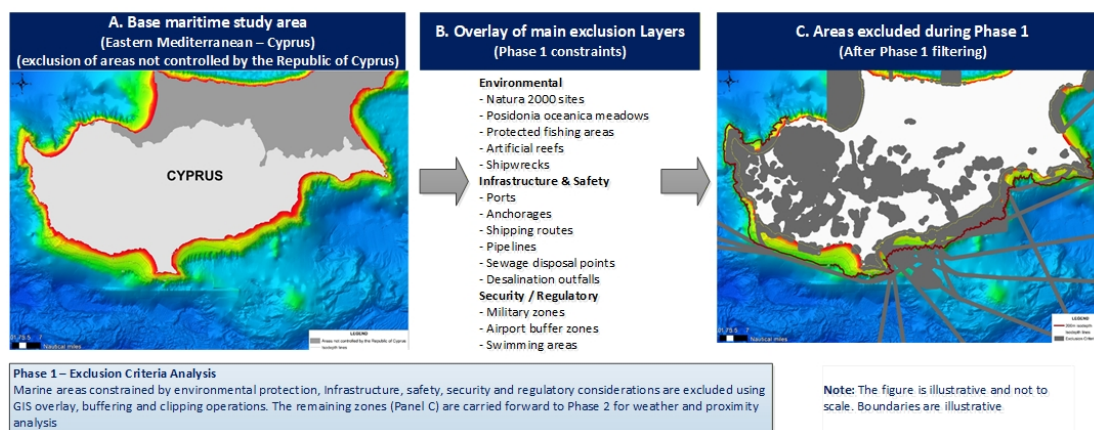 A. Base maritime study area
(Eastern Mediterranean – Cyprus)
(exclusion of areas not controlled by the Republic of Cyprus)
CYPRUS
Nautical miles
LEGEND
Areas not controlled by the Republic of Cyprus
B. Overlay of main exclusion Layers
(Phase 1 constraints)
Environmental
- Natura 2000 sites
- Posidonia oceanica meadows
- Protected fishing areas
- Artificial reefs
- Shipwrecks
Infrastructure & Safety
- Ports
- Anchorages
- Shipping routes
- Pipelines
- Sewage disposal points
- Desalination outfalls
Security / Regulatory
- Military zones
- Airport buffer zones
- Swimming areas
C. Areas excluded during Phase 1
(After Phase 1 filtering)
Nautical miles
LEGEND
Exclusion Criteria
Phase 1 – Exclusion Criteria Analysis
Marine areas constrained by environmental protection, Infrastructure, safety, security and regulatory considerations are excluded using
GIS overlay, buffering and clipping operations. The remaining zones (Panel C) are carried forward to Phase 2 for weather and proximity
analysis
Note: The figure is illustrative and not to
scale. Boundaries are illustrative